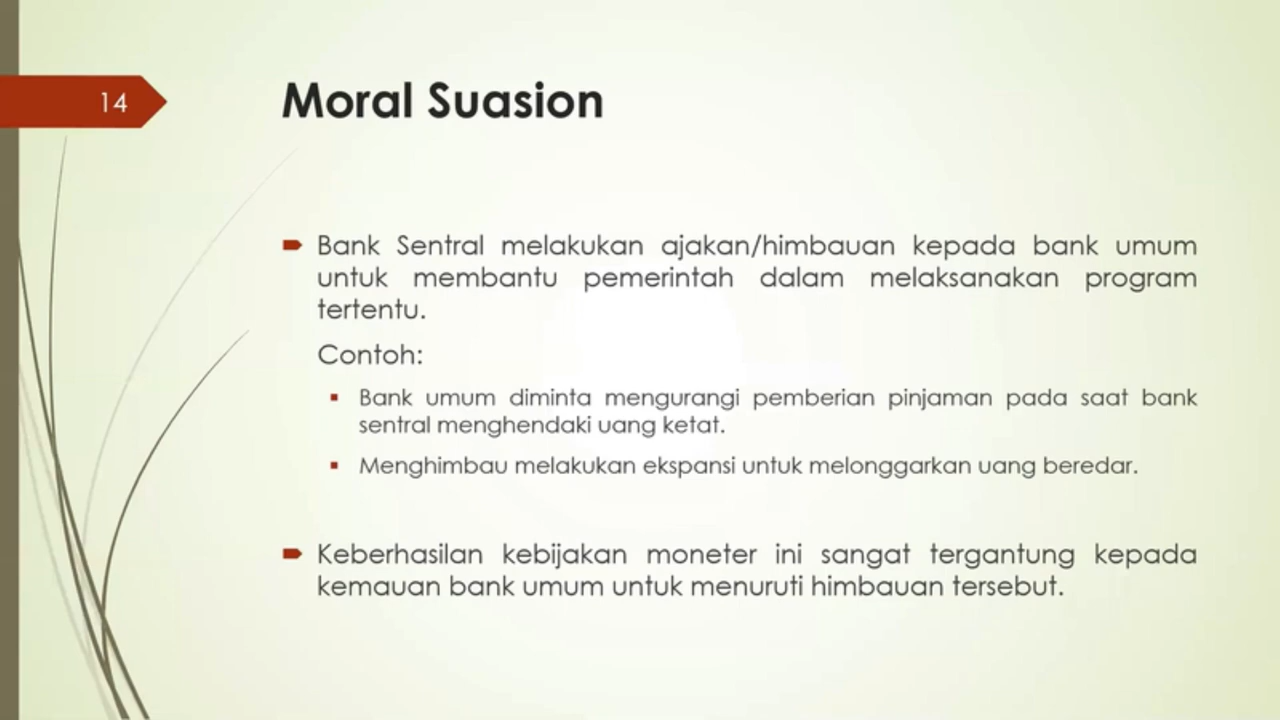 14
Moral Suasion
Bank Sentral melakukan ajakan/himbauan kepada bank umum
untuk membantu pemerintah dalam melaksanakan program
tertentu.
Contoh:
Bank umum diminta mengurangi pemberian pinjaman pada saat bank
sentral menghendaki uang ketat.
Menghimbau melakukan ekspansi untuk melonggarkan uang beredar.
Keberhasilan kebijakan moneter ini sangat tergantung kepada
kemauan bank umum untuk menuruti himbauan tersebut.